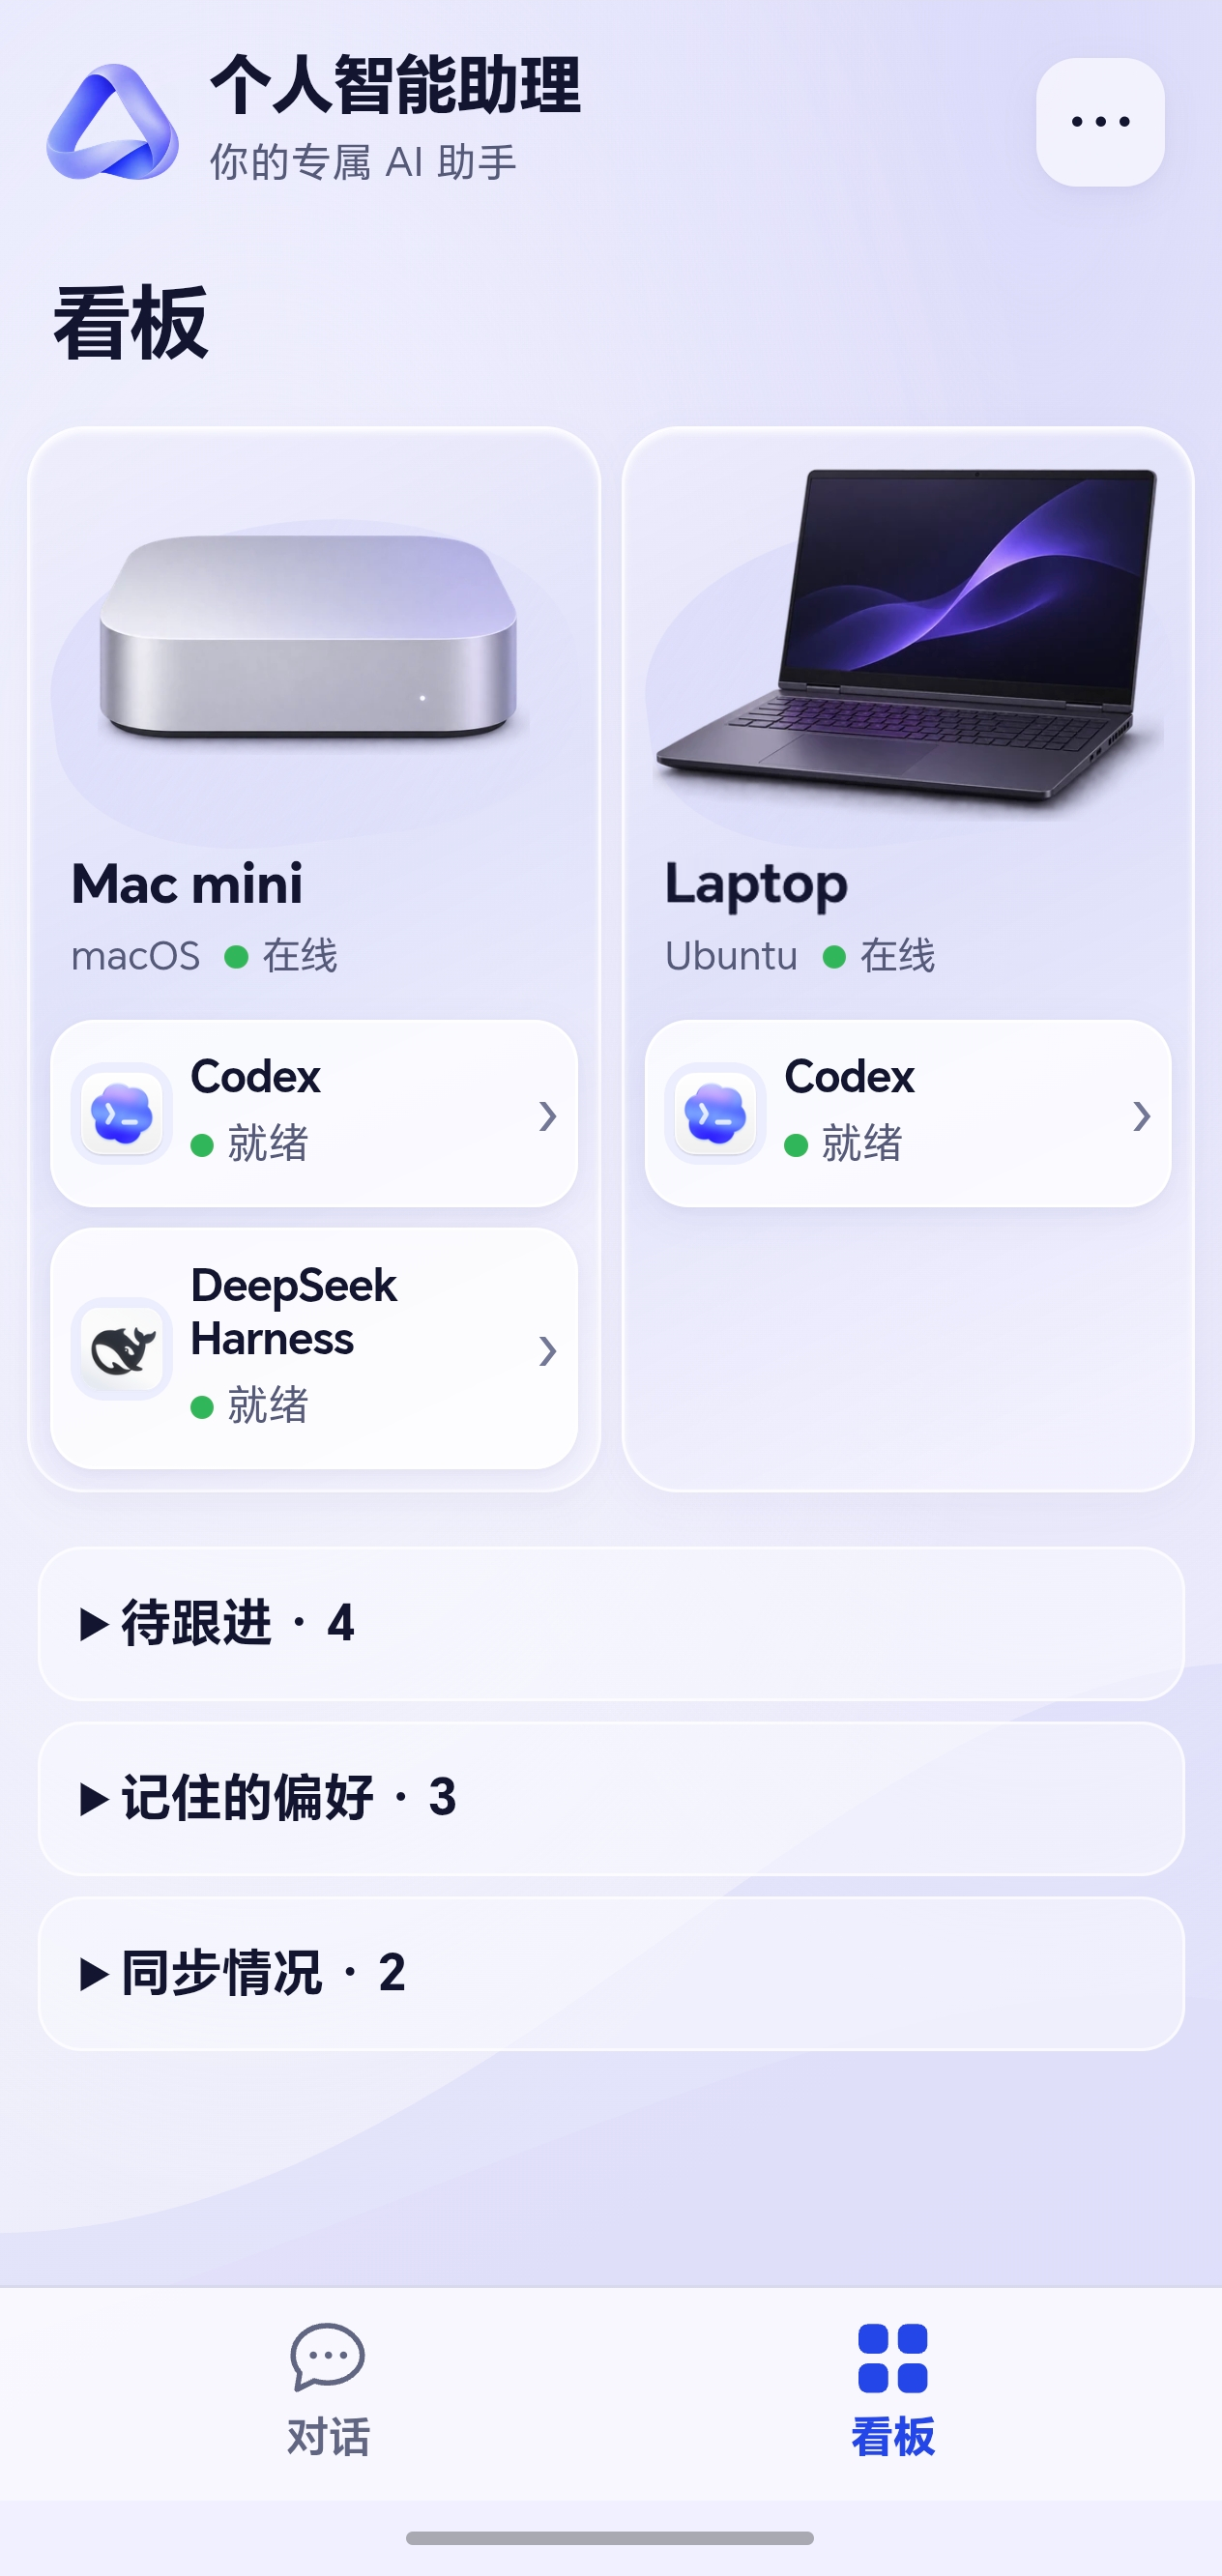 个人智能助理
你的专属 AI 助手
看板
Mac mini
macOS 在线
Codex
就绪
DeepSeek
Harness
就绪
Laptop
Ubuntu 在线
Codex
就绪
待跟进 · 4
记住的偏好 · 3
同步情况 · 2
对话
看板